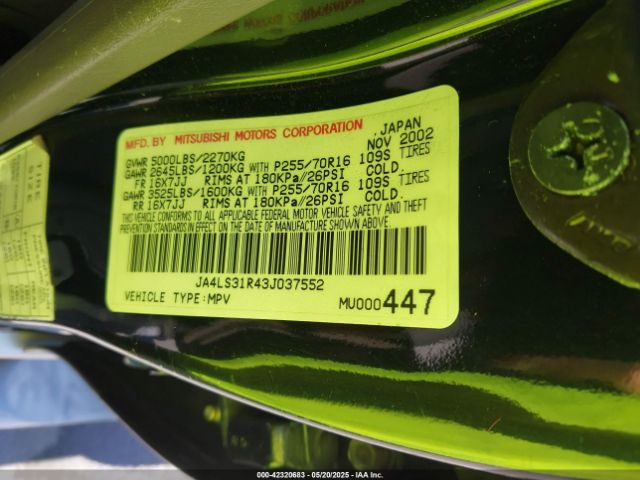 MFD. BY MITSUBISHI MOTORS CORPORATION JAPAN
GVWR 5000LBS/2270KG NOV 2002
GAWR 2645LBS/1200KG WITH P255/70R16 109S TIRES
FR 16X7JJ RIMS AT 180KPa//26PSI COLD.
GAWR 3525LBS/1600KG WITH P255/70R16 109S TIRES
RR 16X7JJ RIMS AT 180KPa//26PSI COLD.
THIS VEHICLE CONFORMS TO ALL APPLICABLE FEDERAL MOTOR VEHICLE SAFETY AND THEFT
PREVENTION STANDARDS IN EFFECT ON THE DATE OF MANUFACTURE SHOWN ABOVE.
JA4LS31R43J037552
VEHICLE TYPE:MPV MU000447
TIRE
000-42320683 - 05/20/2025 - IAAI.com